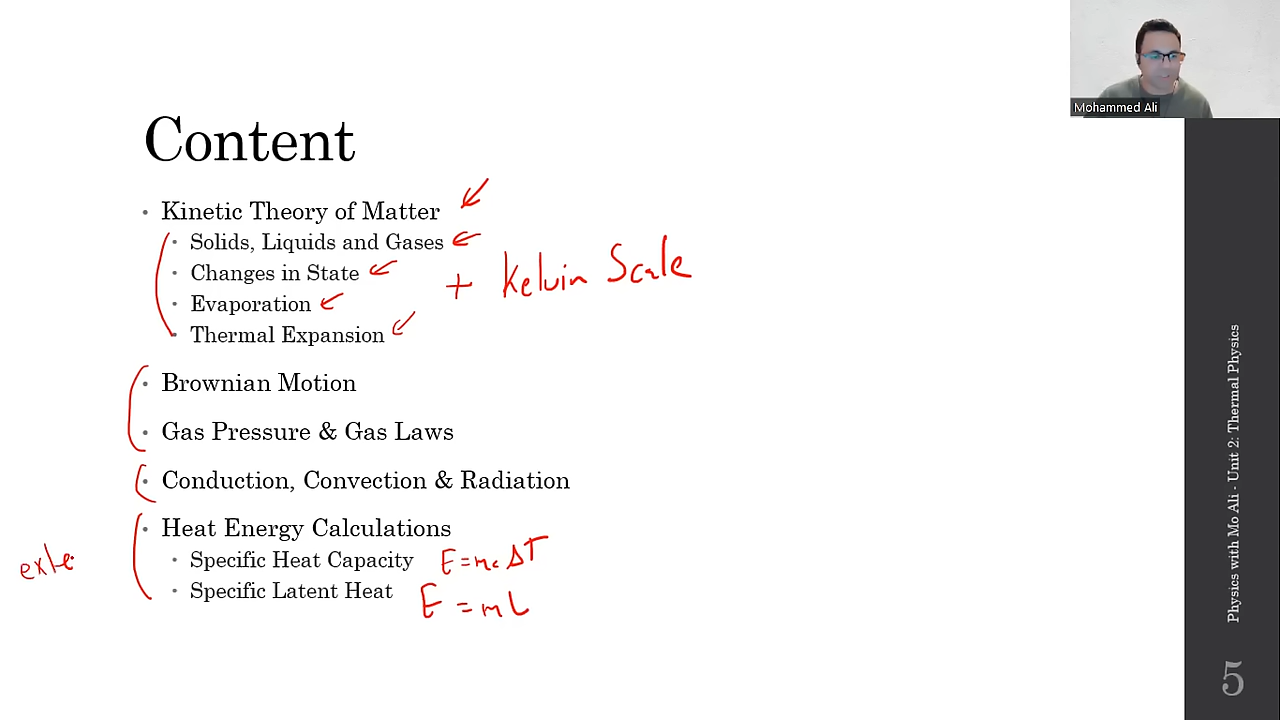 Mohammed Ali
Content
• Kinetic Theory of Matter
• Solids, Liquids and Gases
• Changes in State
+ Kelvin Scale
• Evaporation
• Thermal Expansion
• Brownian Motion
• Gas Pressure & Gas Laws
• Conduction, Convection & Radiation
• Heat Energy Calculations
• Specific Heat Capacity E=mcΔT
exte
• Specific Latent Heat E=mL
Physics with Mo Ali - Unit 2: Thermal Physics
5